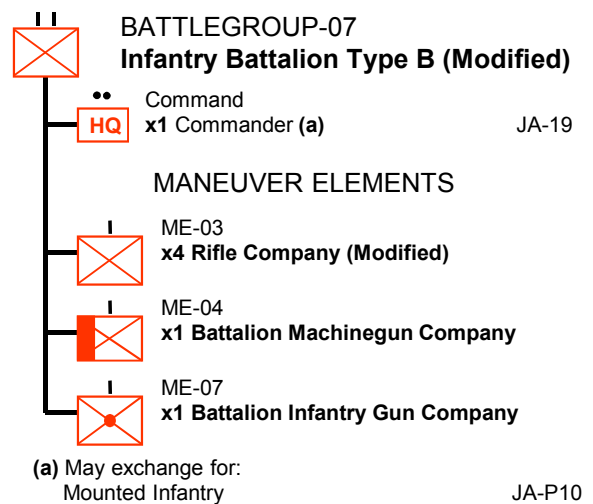 BATTLEGROUP-07
Infantry Battalion Type B (Modified)
Command
HQ x1 Commander (a) JA-19
MANEUVER ELEMENTS
ME-03
x4 Rifle Company (Modified)
ME-04
x1 Battalion Machinegun Company
ME-07
x1 Battalion Infantry Gun Company
(a) May exchange for:
Mounted Infantry JA-P10